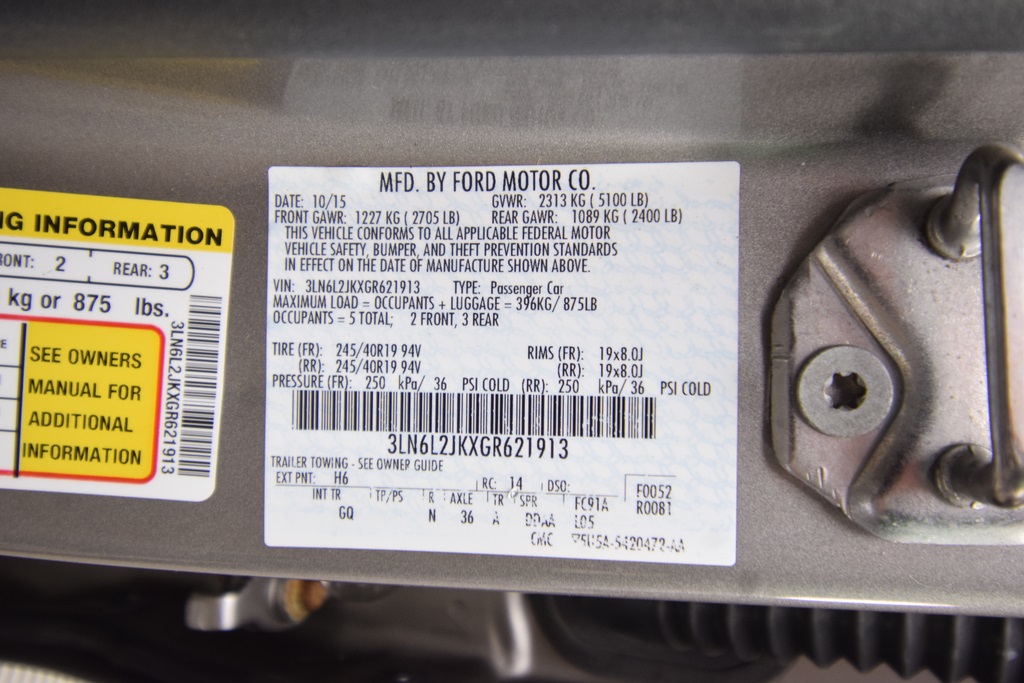 NG INFORMATION
RONT: 2 REAR: 3
kg or 875 lbs.
SEE OWNERS
MANUAL FOR
ADDITIONAL
INFORMATION
3LN6L2JKXGR621913
MFD. BY FORD MOTOR CO.
DATE: 10/15 GVWR: 2313 KG ( 5100 LB)
FRONT GAWR: 1227 KG ( 2705 LB) REAR GAWR: 1089 KG ( 2400 LB)
THIS VEHICLE CONFORMS TO ALL APPLICABLE FEDERAL MOTOR
VEHICLE SAFETY, BUMPER, AND THEFT PREVENTION STANDARDS
IN EFFECT ON THE DATE OF MANUFACTURE SHOWN ABOVE.
VIN: 3LN6L2JKXGR621913 TYPE: Passenger Car
MAXIMUM LOAD = OCCUPANTS + LUGGAGE = 396KG/ 875LB
OCCUPANTS = 5 TOTAL; 2 FRONT, 3 REAR
TIRE (FR): 245/40R19 94V RIMS (FR): 19x8.0J
(RR): 245/40R19 94V (RR): 19x8.0J
PRESSURE (FR): 250 kPa/ 36 PSI COLD (RR): 250 kPa/ 36 PSI COLD
3LN6L2JKXGR621913
TRAILER TOWING - SEE OWNER GUIDE
EXT PNT: H6 RC: 14 DSO: F0052
INT TR TP/PS R AXLE TR SPR FC91A R0081
GQ N 36 A DDAA L05